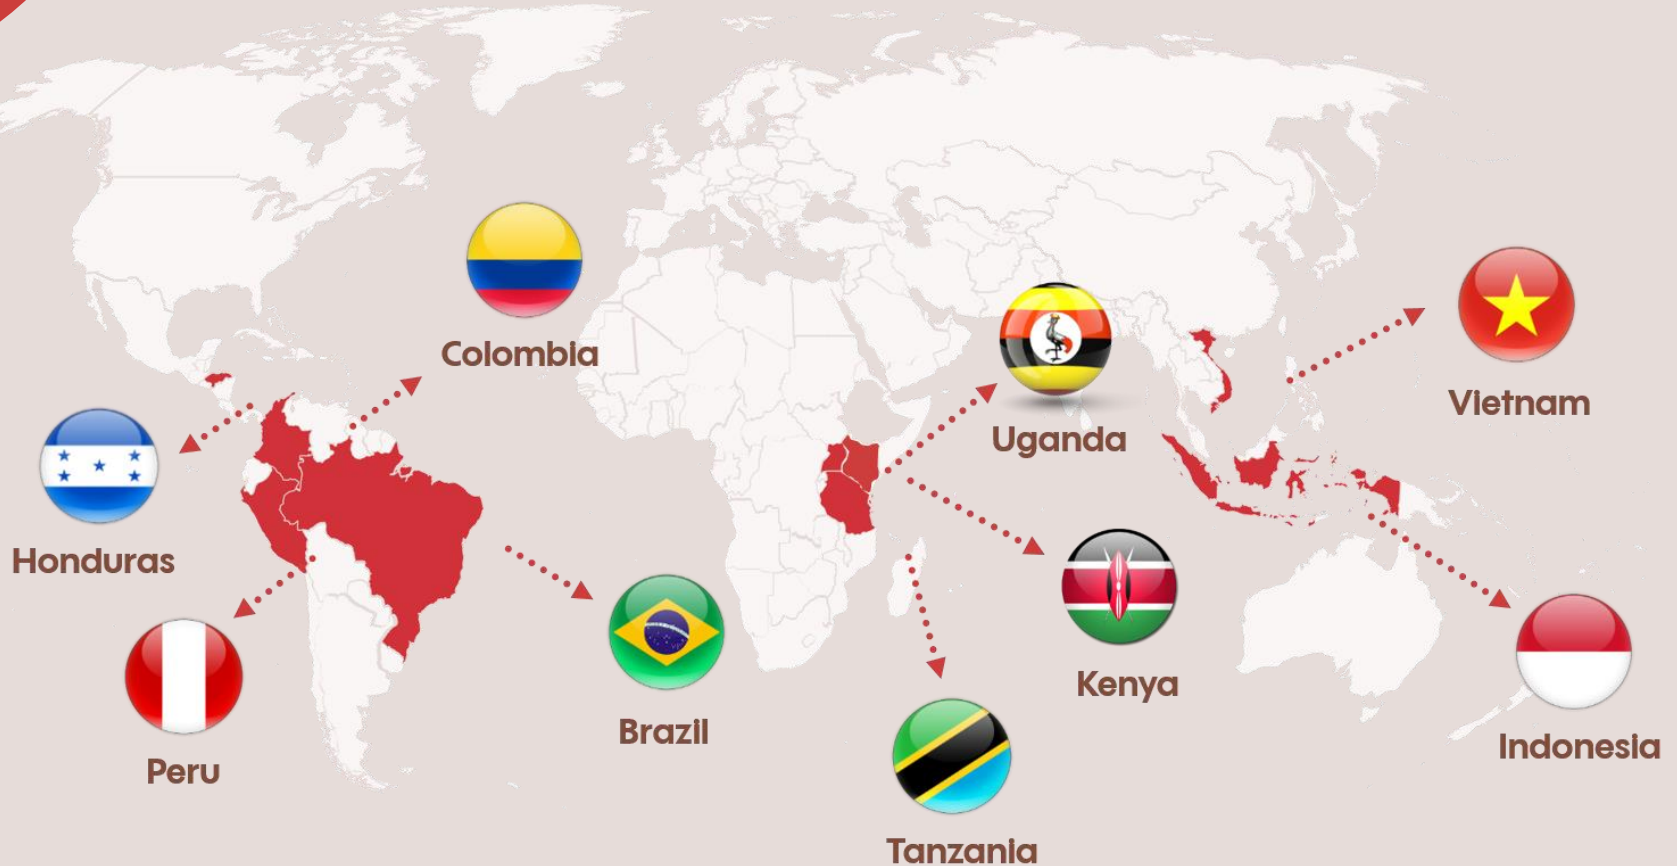 Colombia
Vietnam
Uganda
Honduras
Kenya
Brazil
Indonesia
Peru
Tanzania